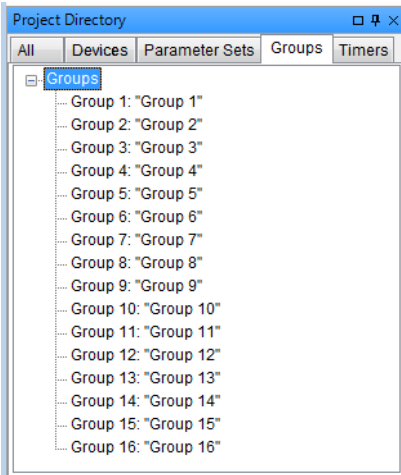 Project Directory
All Devices Parameter Sets Groups Timers
Groups
Group 1: "Group 1"
Group 2: "Group 2"
Group 3: "Group 3"
Group 4: "Group 4"
Group 5: "Group 5"
Group 6: "Group 6"
Group 7: "Group 7"
Group 8: "Group 8"
Group 9: "Group 9"
Group 10: "Group 10"
Group 11: "Group 11"
Group 12: "Group 12"
Group 13: "Group 13"
Group 14: "Group 14"
Group 15: "Group 15"
Group 16: "Group 16"